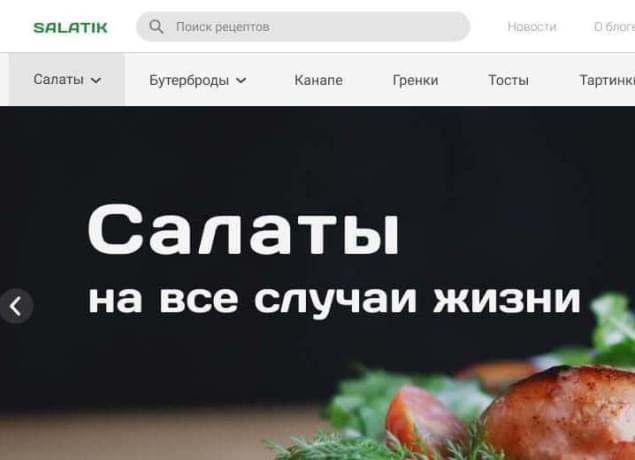 SALATIK
Поиск рецептов
Новости
О блоге
Салаты
Бутерброды
Канапе
Гренки
Тосты
Тартинки
Салаты
на все случаи жизни